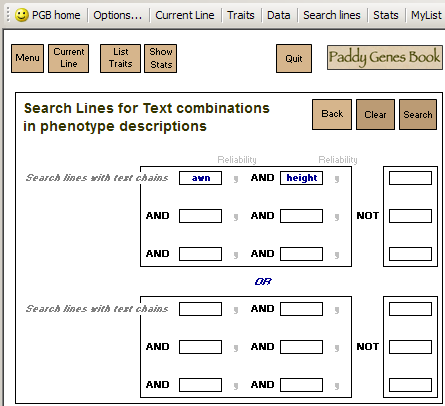 PGB home Options... Current Line Traits Data Search lines Stats MyList
Menu Current Line List Traits Show Stats Quit Paddy Genes Book
Search Lines for Text combinations
in phenotype descriptions
Back Clear Search
Reliability Reliability
Search lines with text chains awn , AND height ,
AND , AND , NOT
AND , AND ,
OR
Search lines with text chains , AND ,
AND , AND , NOT
AND , AND ,